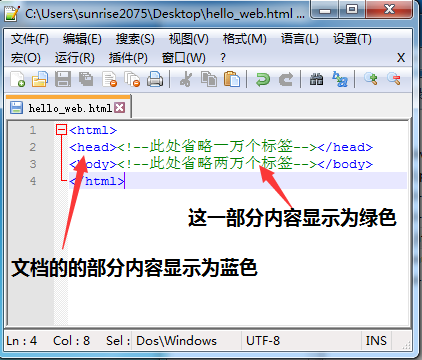 C:\Users\sunrise2075\Desktop\hello_web.html ...
文件(F) 编辑(E) 搜索(S) 视图(V) 格式(M) 语言(L) 设置(T)
宏(O) 运行(R) 插件(P) 窗口(W) ? X
hello_web.html
1 <html>
2 <head><!--此处省略一万个标签--></head>
3 <body><!--此处省略两万个标签--></body>
4 </html>
这一部分内容显示为绿色
文档的的部分内容显示为蓝色
Ln : 4 Col : 8 Sel : Dos\Windows UTF-8 INS